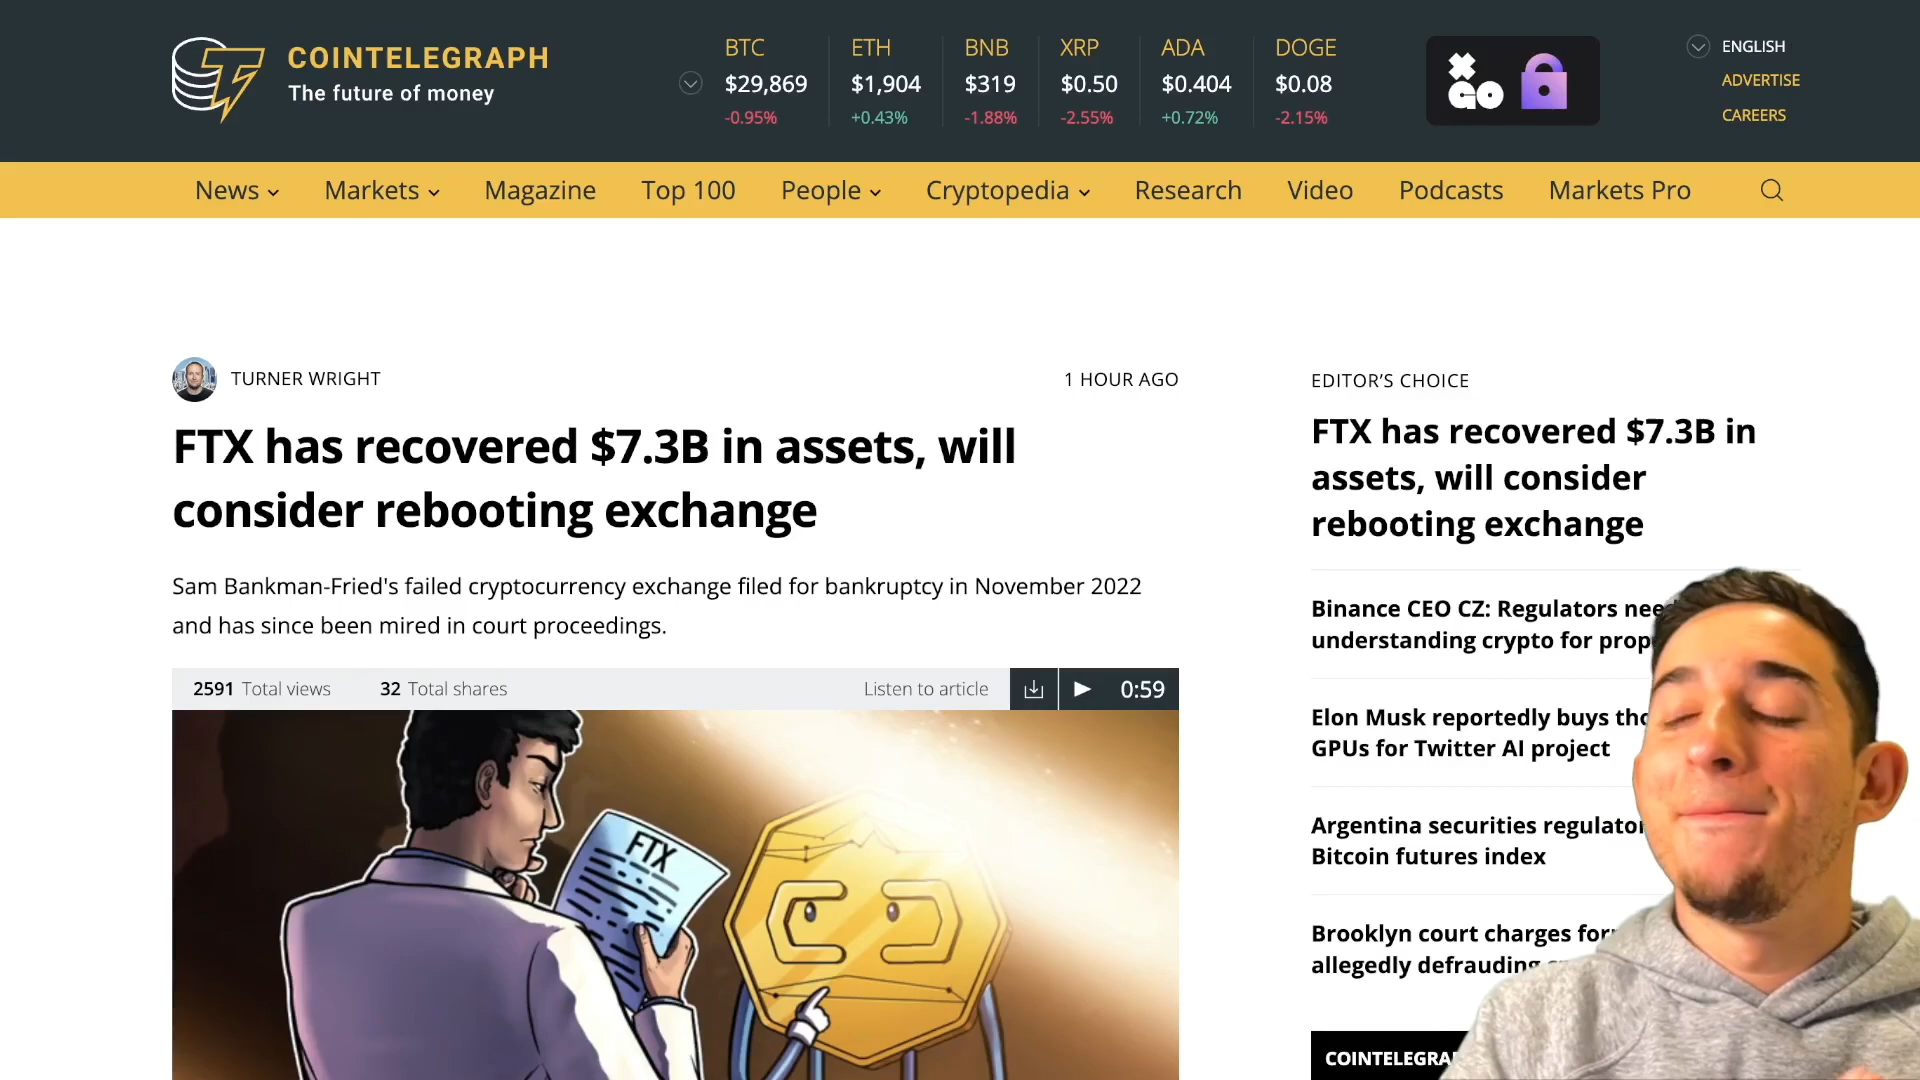 COINTELEGRAPH
The future of money
BTC ETH BNB XRP ADA DOGE
$29,869 $1,904 $319 $0.50 $0.404 $0.08
-0.95% +0.43% -1.88% -2.55% +0.72% -2.15%
XGO
ENGLISH
ADVERTISE
CAREERS
News Markets Magazine Top 100 People Cryptopedia Research Video Podcasts Markets Pro
TURNER WRIGHT
1 HOUR AGO
FTX has recovered $7.3B in assets, will
consider rebooting exchange
Sam Bankman-Fried's failed cryptocurrency exchange filed for bankruptcy in November 2022
and has since been mired in court proceedings.
2591 Total views 32 Total shares Listen to article 0:59
FTX
EDITOR'S CHOICE
FTX has recovered $7.3B in
assets, will consider
rebooting exchange
Binance CEO CZ: Regulators
understanding crypto for
Elon Musk reportedly buys
GPUs for Twitter AI project
Argentina securities
Bitcoin futures index
Brooklyn court charges
allegedly defrauding